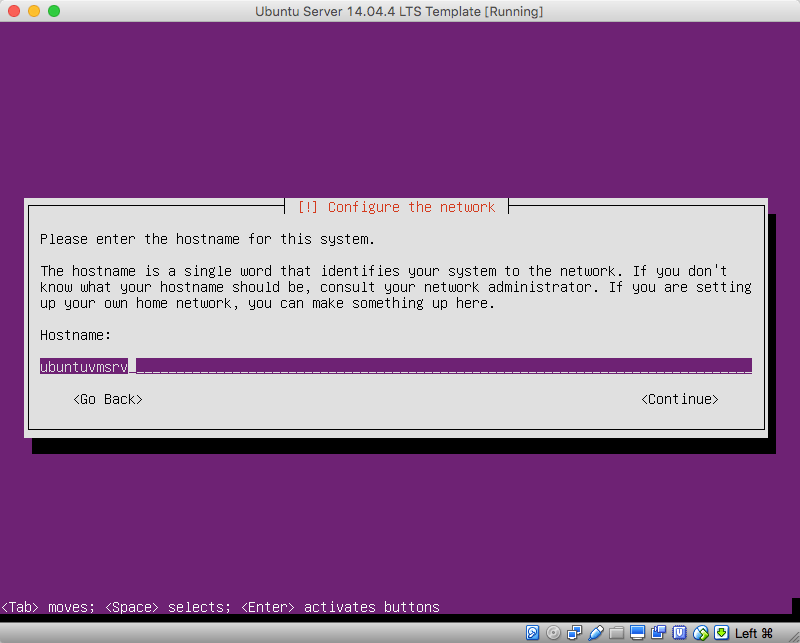 Ubuntu Server 14.04.4 LTS Template [Running]
[!] Configure the network
Please enter the hostname for this system.
The hostname is a single word that identifies your system to the network. If you don't
know what your hostname should be, consult your network administrator. If you are setting
up your own home network, you can make something up here.
Hostname:
ubuntuvmsrv
<Go Back> <Continue>
<Tab> moves; <Space> selects; <Enter> activates buttons
Left ⌘